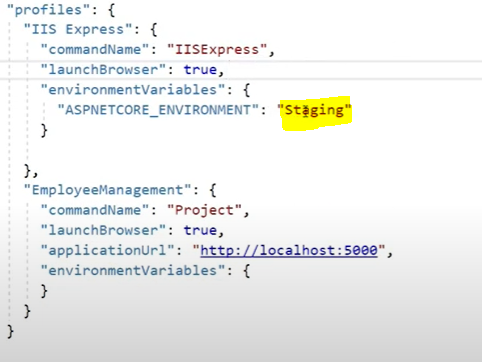 "profiles": {
"IIS Express": {
"commandName": "IISExpress",
"launchBrowser": true,
"environmentVariables": {
"ASPNETCORE_ENVIRONMENT": "Staging"
}
},
"EmployeeManagement": {
"commandName": "Project",
"launchBrowser": true,
"applicationUrl": "http://localhost:5000",
"environmentVariables": {
}
}
}